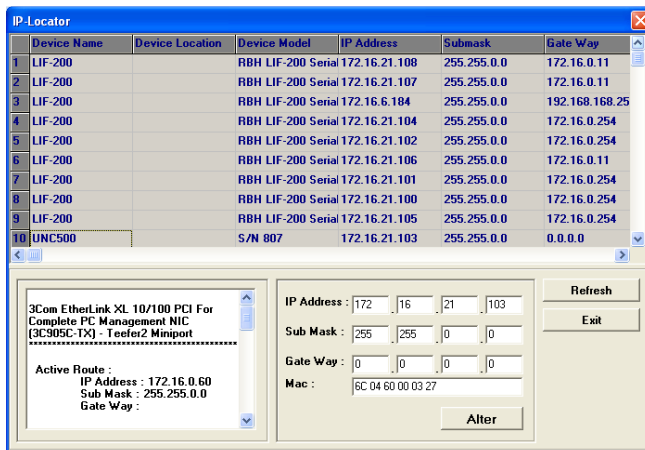 IP-Locator
Device Name Device Location Device Model IP Address Submask Gate Way
1 LIF-200 RBH LIF-200 Serial 172.16.21.108 255.255.0.0 172.16.0.11
2 LIF-200 RBH LIF-200 Serial 172.16.21.107 255.255.0.0 172.16.0.11
3 LIF-200 RBH LIF-200 Serial 172.16.6.184 255.255.0.0 192.168.168.25
4 LIF-200 RBH LIF-200 Serial 172.16.21.104 255.255.0.0 172.16.0.254
5 LIF-200 RBH LIF-200 Serial 172.16.21.102 255.255.0.0 172.16.0.254
6 LIF-200 RBH LIF-200 Serial 172.16.21.106 255.255.0.0 172.16.0.11
7 LIF-200 RBH LIF-200 Serial 172.16.21.101 255.255.0.0 172.16.0.254
8 LIF-200 RBH LIF-200 Serial 172.16.21.100 255.255.0.0 172.16.0.254
9 LIF-200 RBH LIF-200 Serial 172.16.21.105 255.255.0.0 172.16.0.254
10 UNC500 S/N 807 172.16.21.103 255.255.0.0 0.0.0.0
3Com EtherLink XL 10/100 PCI For
Complete PC Management NIC
(3C905C-TX) - Teefer2 Miniport
**********************************************
Active Route :
IP Address : 172.16.0.60
Sub Mask : 255.255.0.0
Gate Way :
IP Address : 172 . 16 . 21 . 103
Sub Mask : 255 . 255 . 0 . 0
Gate Way : 0 . 0 . 0 . 0
Mac : 6C 04 60 00 03 27
Alter
Refresh
Exit